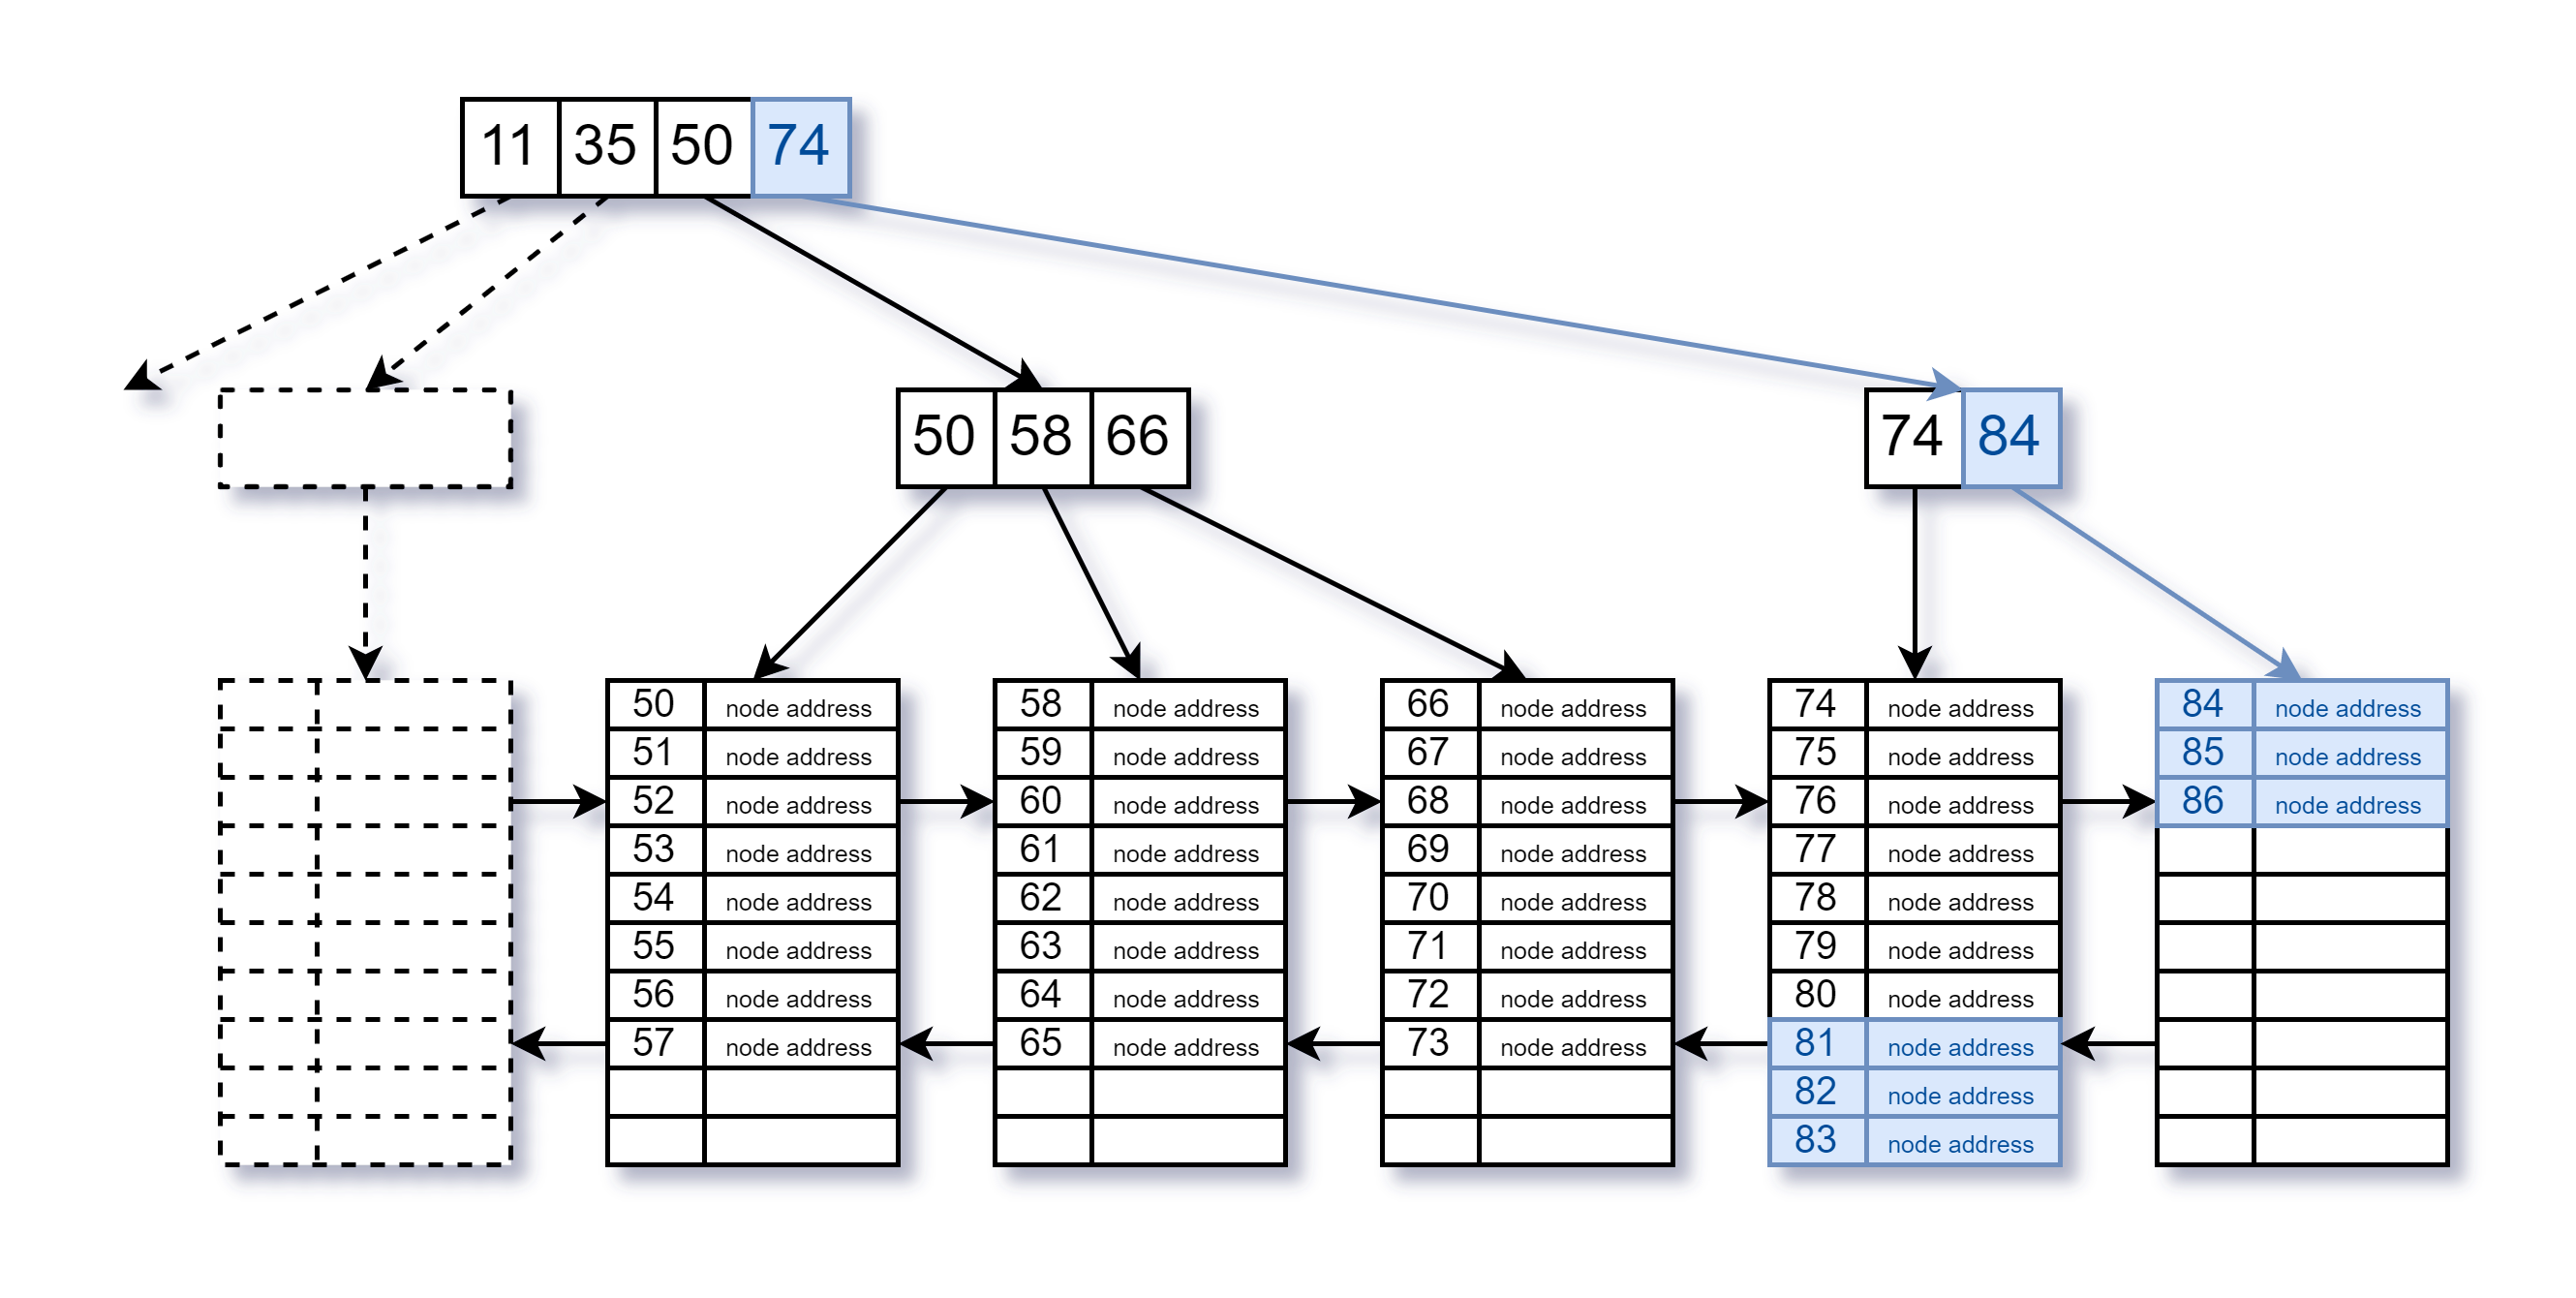 11 35 50 74
50 58 66
74 84
50 node address
51 node address
52 node address
53 node address
54 node address
55 node address
56 node address
57 node address
58 node address
59 node address
60 node address
61 node address
62 node address
63 node address
64 node address
65 node address
66 node address
67 node address
68 node address
69 node address
70 node address
71 node address
72 node address
73 node address
74 node address
75 node address
76 node address
77 node address
78 node address
79 node address
80 node address
81 node address
82 node address
83 node address
84 node address
85 node address
86 node address